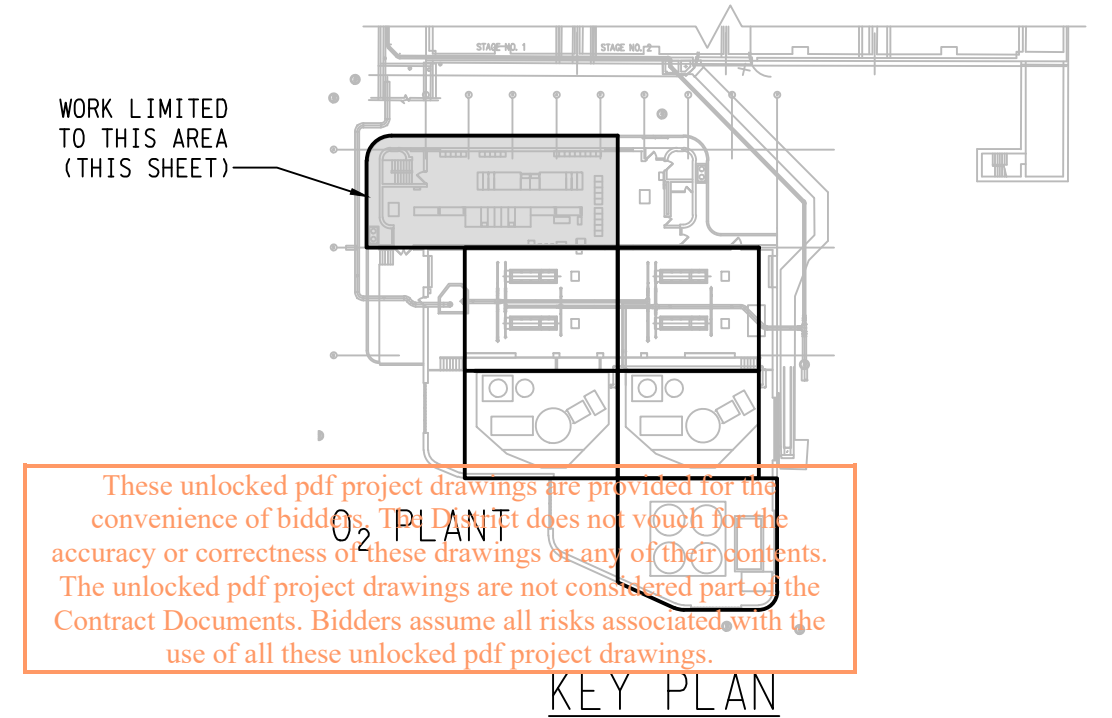 STAGE NO. 1
STAGE NO. 2
WORK LIMITED
TO THIS AREA
(THIS SHEET)
These unlocked pdf project drawings are provided for the
convenience of bidders. The District does not vouch for the
O₂ PLANT
accuracy or correctness of these drawings or any of their contents.
The unlocked pdf project drawings are not considered part of the
Contract Documents. Bidders assume all risks associated with the
use of all these unlocked pdf project drawings.
KEY PLAN